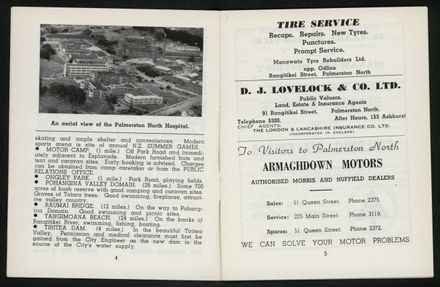 An aerial view of the Palmerston North Hospital.
skating and ample shelter and conveniences. Modern
sports arena is site of annual N.Z. SUMMER GAMES.
● MOTOR CAMP. (1 mile.) Off Park Road and immedi-
ately adjacent to Esplanade. Modern furnished huts and
tent and caravan sites. Early booking is advised. Charges
can be obtained from camp caretaker or from the PUBLIC
RELATIONS OFFICE.
● ONGLEY PARK. (1 mile.) Park Road, playing fields.
● POHANGINA VALLEY DOMAIN. (28 miles.) Some 700
acres of bush reserve with good camping and caravan sites.
Groves of Totara trees. Good swimming, fireplaces, attract-
ive valley country.
● RAUMAI BRIDGE. (12 miles.) On the way to Pohang-
ina Domain. Good swimming and picnic sites.
● TANGIMOANA BEACH. (24 miles.) On the banks of
Rangitikei River, swimming, fishing, boating.
● TIRITEA DAM. (4 miles.) In the beautiful Tiritea
Valley. Permission and medical clearance must first be
gained from the City Engineer as the new dam is the
source of the City's water supply.
4
TIRE SERVICE
Recaps. Repairs. New Tyres.
Punctures.
Prompt Service.
Manawatu Tyre Rebuilders Ltd.
opp. Odlins
Rangitikei Street, Palmerston North
D. J. LOVELOCK & CO. LTD.
Public Valuers.
Land, Estate & Insurance Agents
91 Rangitikei Street, Palmerston North.
Telephone 5300. After Hours, 153 Ashhurst
CHIEF AGENTS:
THE LONDON & LANCASHIRE INSURANCE CO. LTD.
(INCORPORATED IN ENGLAND)
To Visitors to Palmerston North
ARMAGHDOWN MOTORS
AUTHORISED MORRIS AND NUFFIELD DEALERS
Sales: 51 Queen Street. Phone 2375.
Service: 225 Main Street. Phone 3119.
Spares: 51 Queen Street. Phone 2372.
WE CAN SOLVE YOUR MOTOR PROBLEMS
5